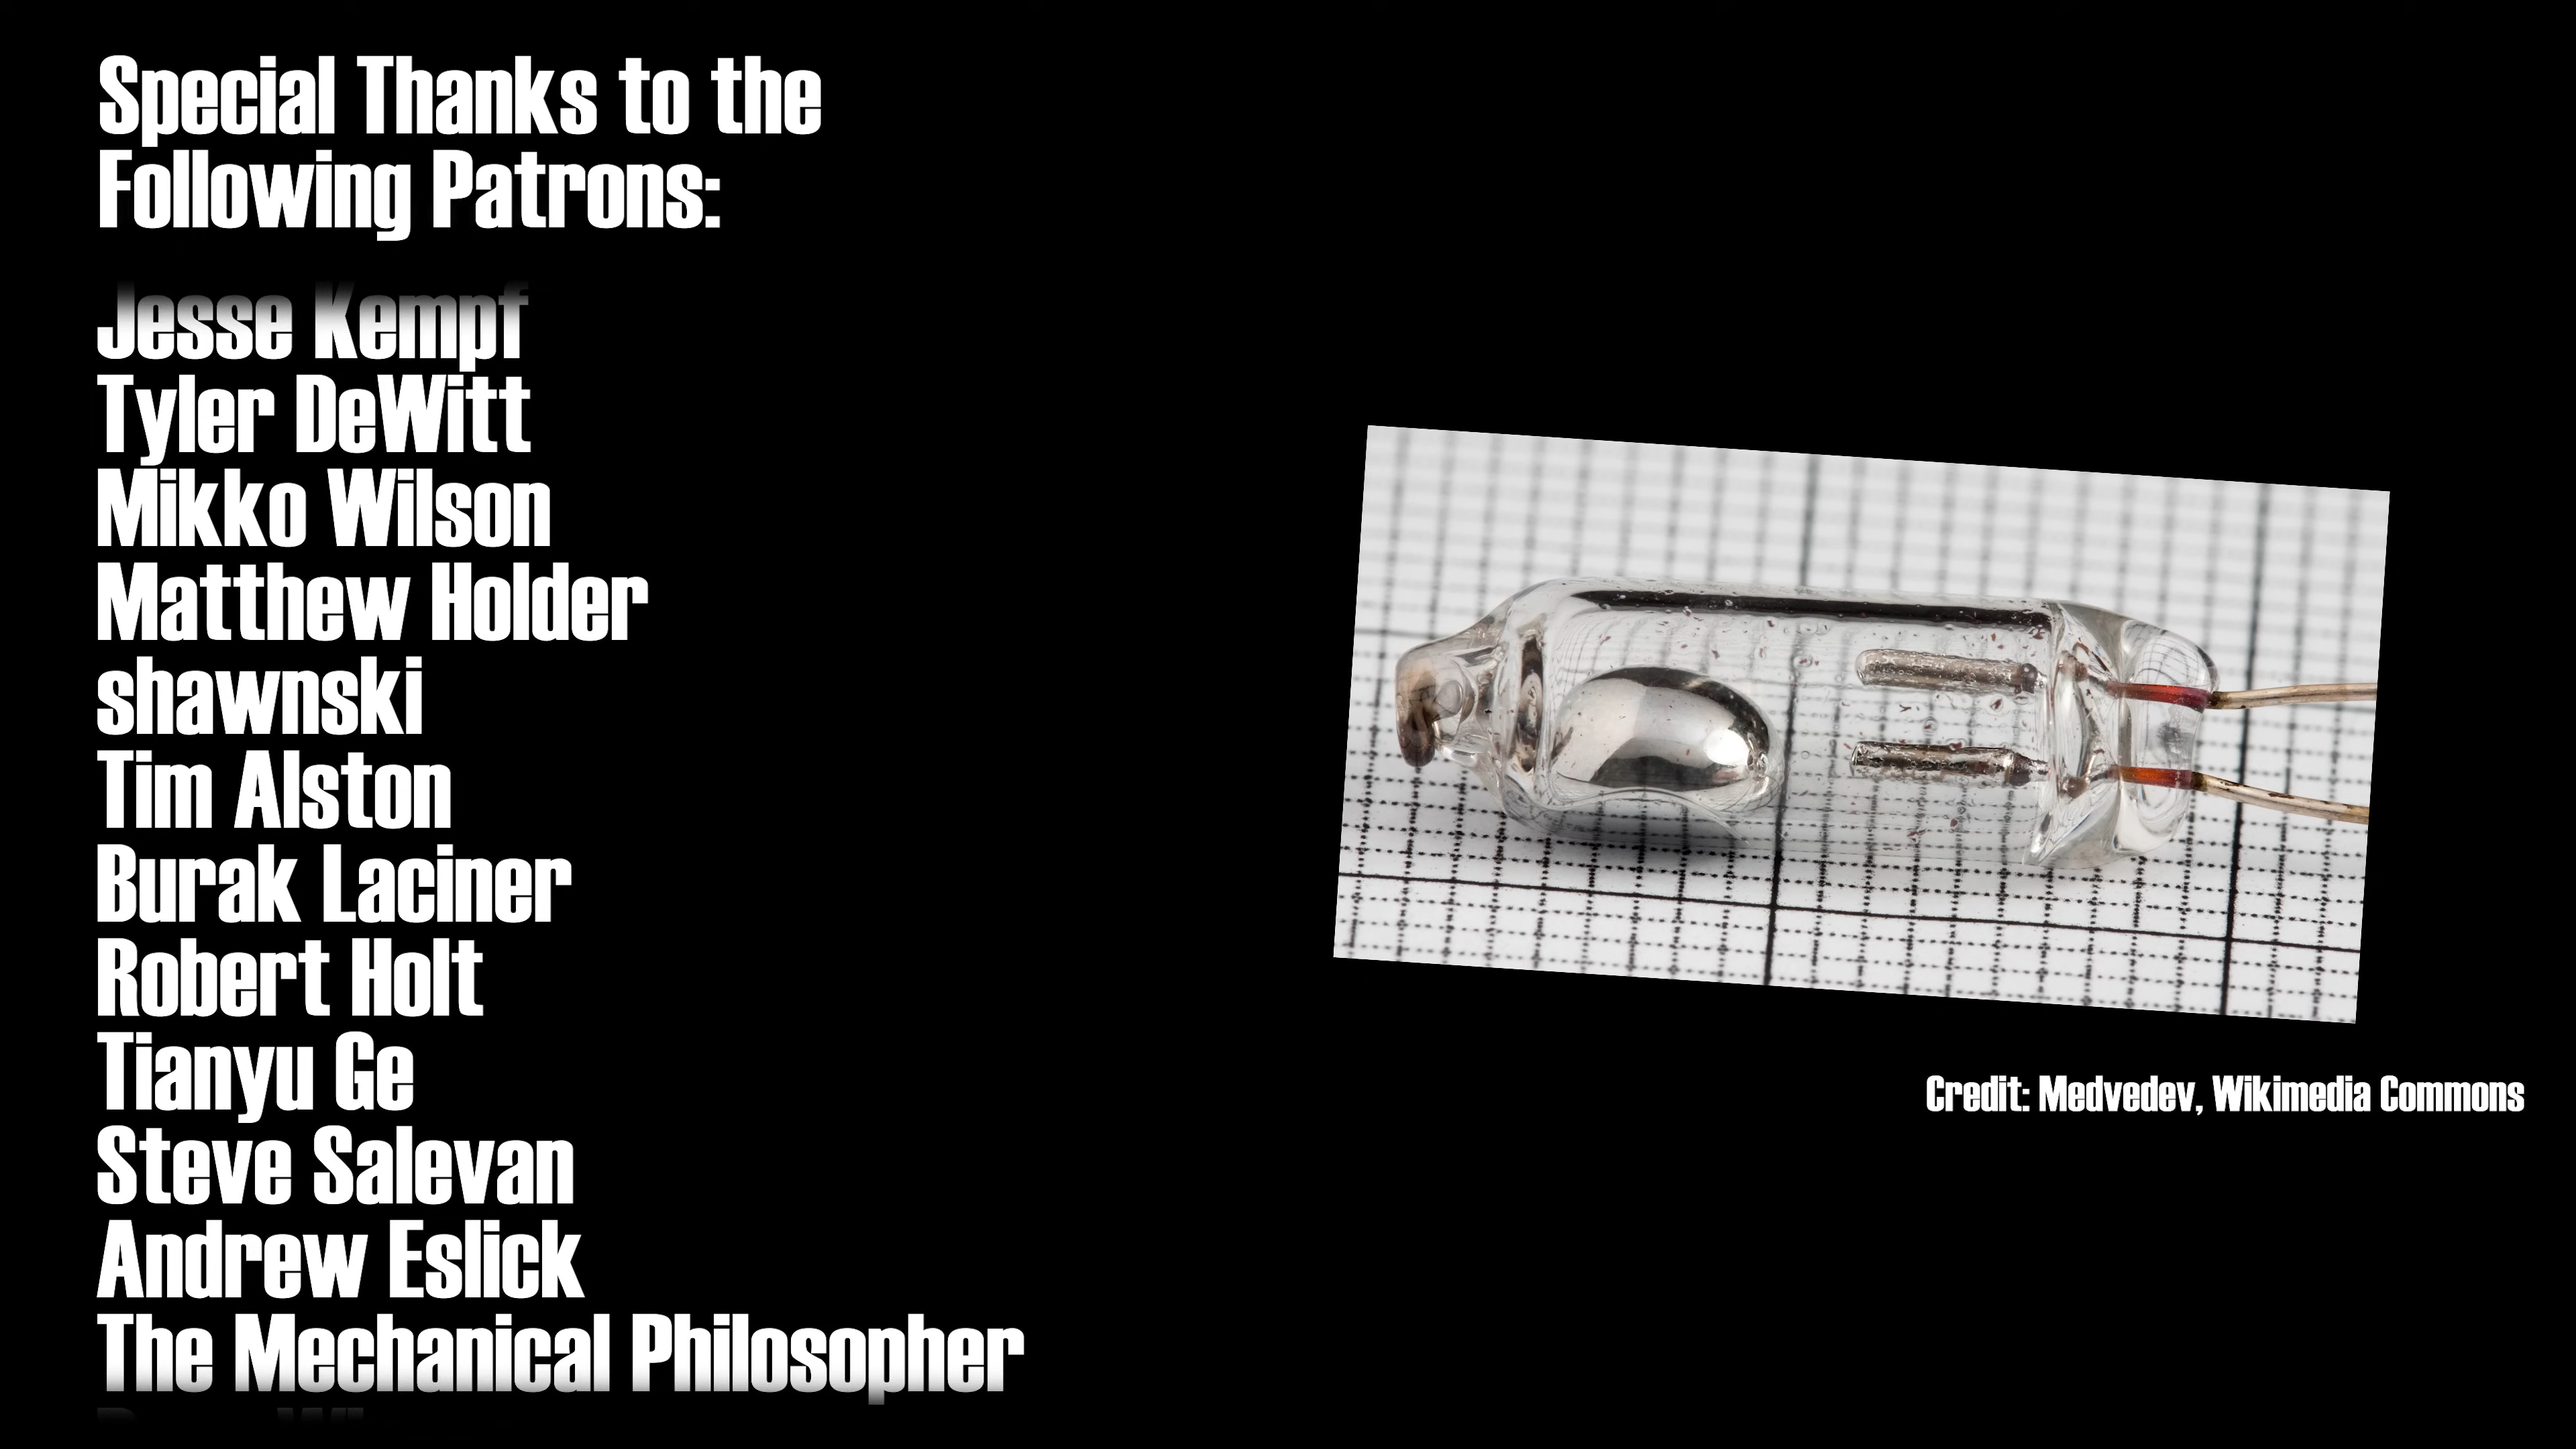 Special Thanks to the
Following Patrons:
Jesse Kempf
Tyler DeWitt
Mikko Wilson
Matthew Holder
shawnski
Tim Alston
Burak Laciner
Robert Holt
Tianyu Ge
Steve Salevan
Andrew Eslick
The Mechanical Philosopher
Credit: Medvedev, Wikimedia Commons